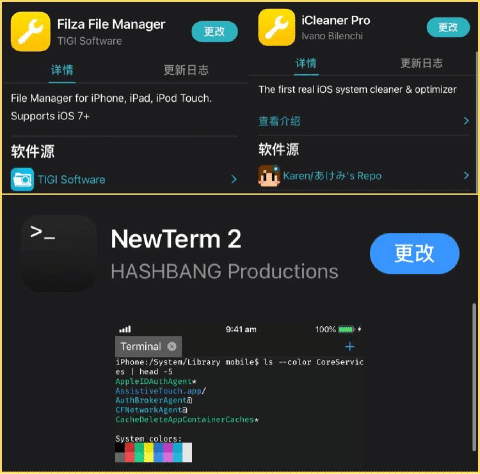 Filza File Manager
TIGI Software
更改
详情
更新日志
File Manager for iPhone, iPad, iPod Touch.
Supports iOS 7+
软件源
TIGI Software
iCleaner Pro
Ivano Bilenchi
更改
详情
更新日志
The first real iOS system cleaner & optimizer
查看介绍
软件源
Karen/あけみ's Repo
>_
NewTerm 2
HASHBANG Productions
更改
9:41 am
100%
Terminal
iPhone:/System/Library mobile$ ls --color CoreServic
es | head -5
AppleIDAuthAgent*
AssistiveTouch.app/
AuthBrokerAgent@
CFNetworkAgent@
CacheDeleteAppContainerCaches*
System colors: